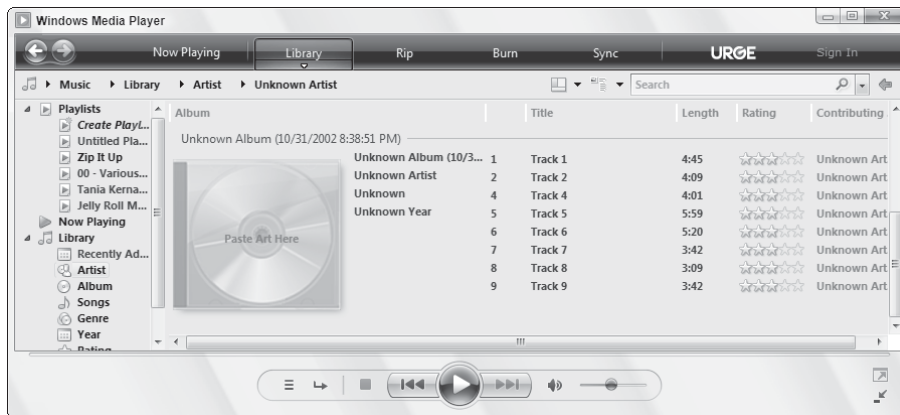 Windows Media Player
Now Playing Library Rip Burn Sync URGE Sign In
Music Library Artist Unknown Artist Search
Playlists
Create Playl...
Untitled Pla...
Zip It Up
00 - Various...
Tania Kerna...
Jelly Roll M...
Now Playing
Library
Recently Ad...
Artist
Album
Songs
Genre
Year
Rating
Album Title Length Rating Contributing
Unknown Album (10/31/2002 8:38:51 PM)
Paste Art Here
Unknown Album (10/3...
Unknown Artist
Unknown
Unknown Year
1 Track 1 4:45 Unknown Art
2 Track 2 4:09 Unknown Art
4 Track 4 4:01 Unknown Art
5 Track 5 5:59 Unknown Art
6 Track 6 5:20 Unknown Art
7 Track 7 3:42 Unknown Art
8 Track 8 3:09 Unknown Art
9 Track 9 3:42 Unknown Art